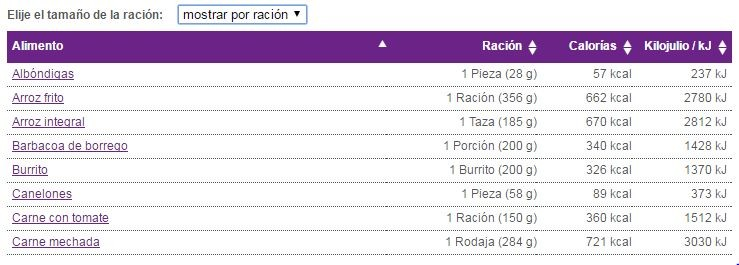 Elije el tamaño de la ración: mostrar por ración
Alimento Ración Calorías Kilojulio / kJ
Albóndigas 1 Pieza (28 g) 57 kcal 237 kJ
Arroz frito 1 Ración (356 g) 662 kcal 2780 kJ
Arroz integral 1 Taza (185 g) 670 kcal 2812 kJ
Barbacoa de borrego 1 Porción (200 g) 340 kcal 1428 kJ
Burrito 1 Burrito (200 g) 326 kcal 1370 kJ
Canelones 1 Pieza (58 g) 89 kcal 373 kJ
Carne con tomate 1 Ración (150 g) 360 kcal 1512 kJ
Carne mechada 1 Rodaja (284 g) 721 kcal 3030 kJ